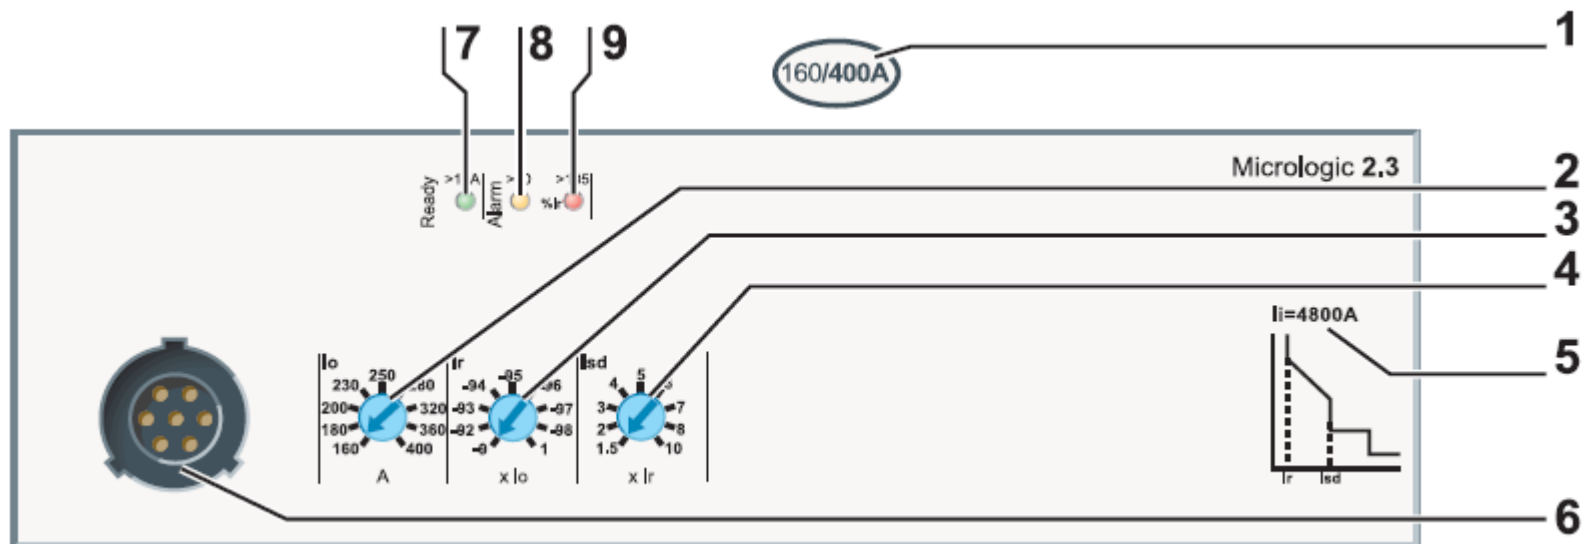 7 8 9
1
160/400A
Micrologic 2.3
2
3
4
Ready
Alarm
%Ir
Ii=4800A
5
Io
160 180 200 230 250 320 360 400
A
Ir
-9 -92 -93 -94 -95 -97 -98 1
x Io
Isd
1.5 2 3 4 5 7 8 10
x Ir
Ir Isd
6